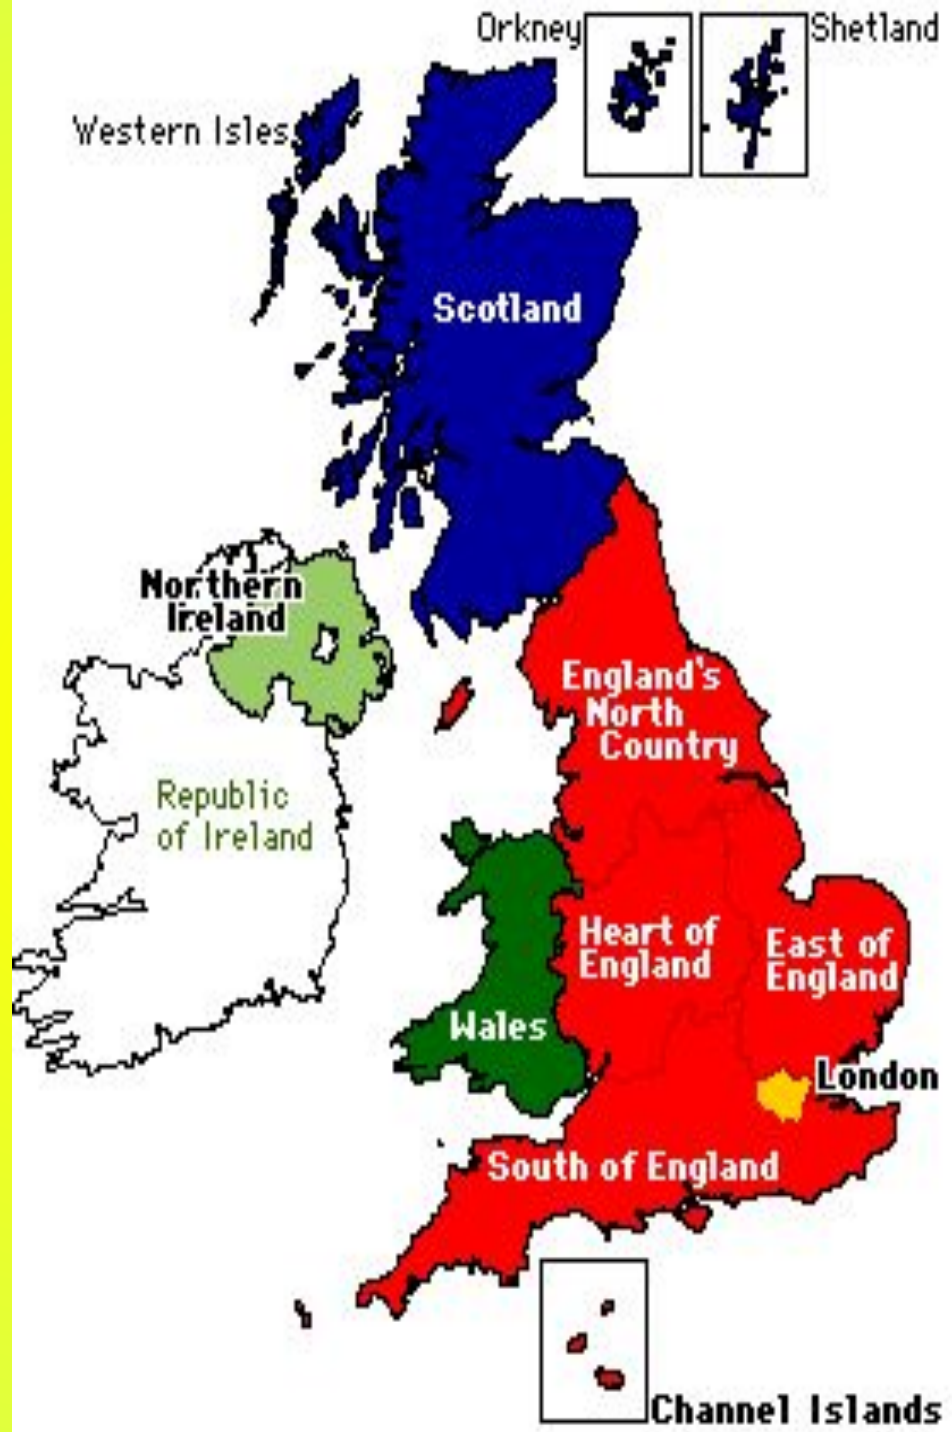 Orkney
Shetland
Western Isles
Scotland
Northern
Ireland
England's
North
Country
Republic
of Ireland
Heart of
England
East of
England
Wales
London
South of England
Channel Islands